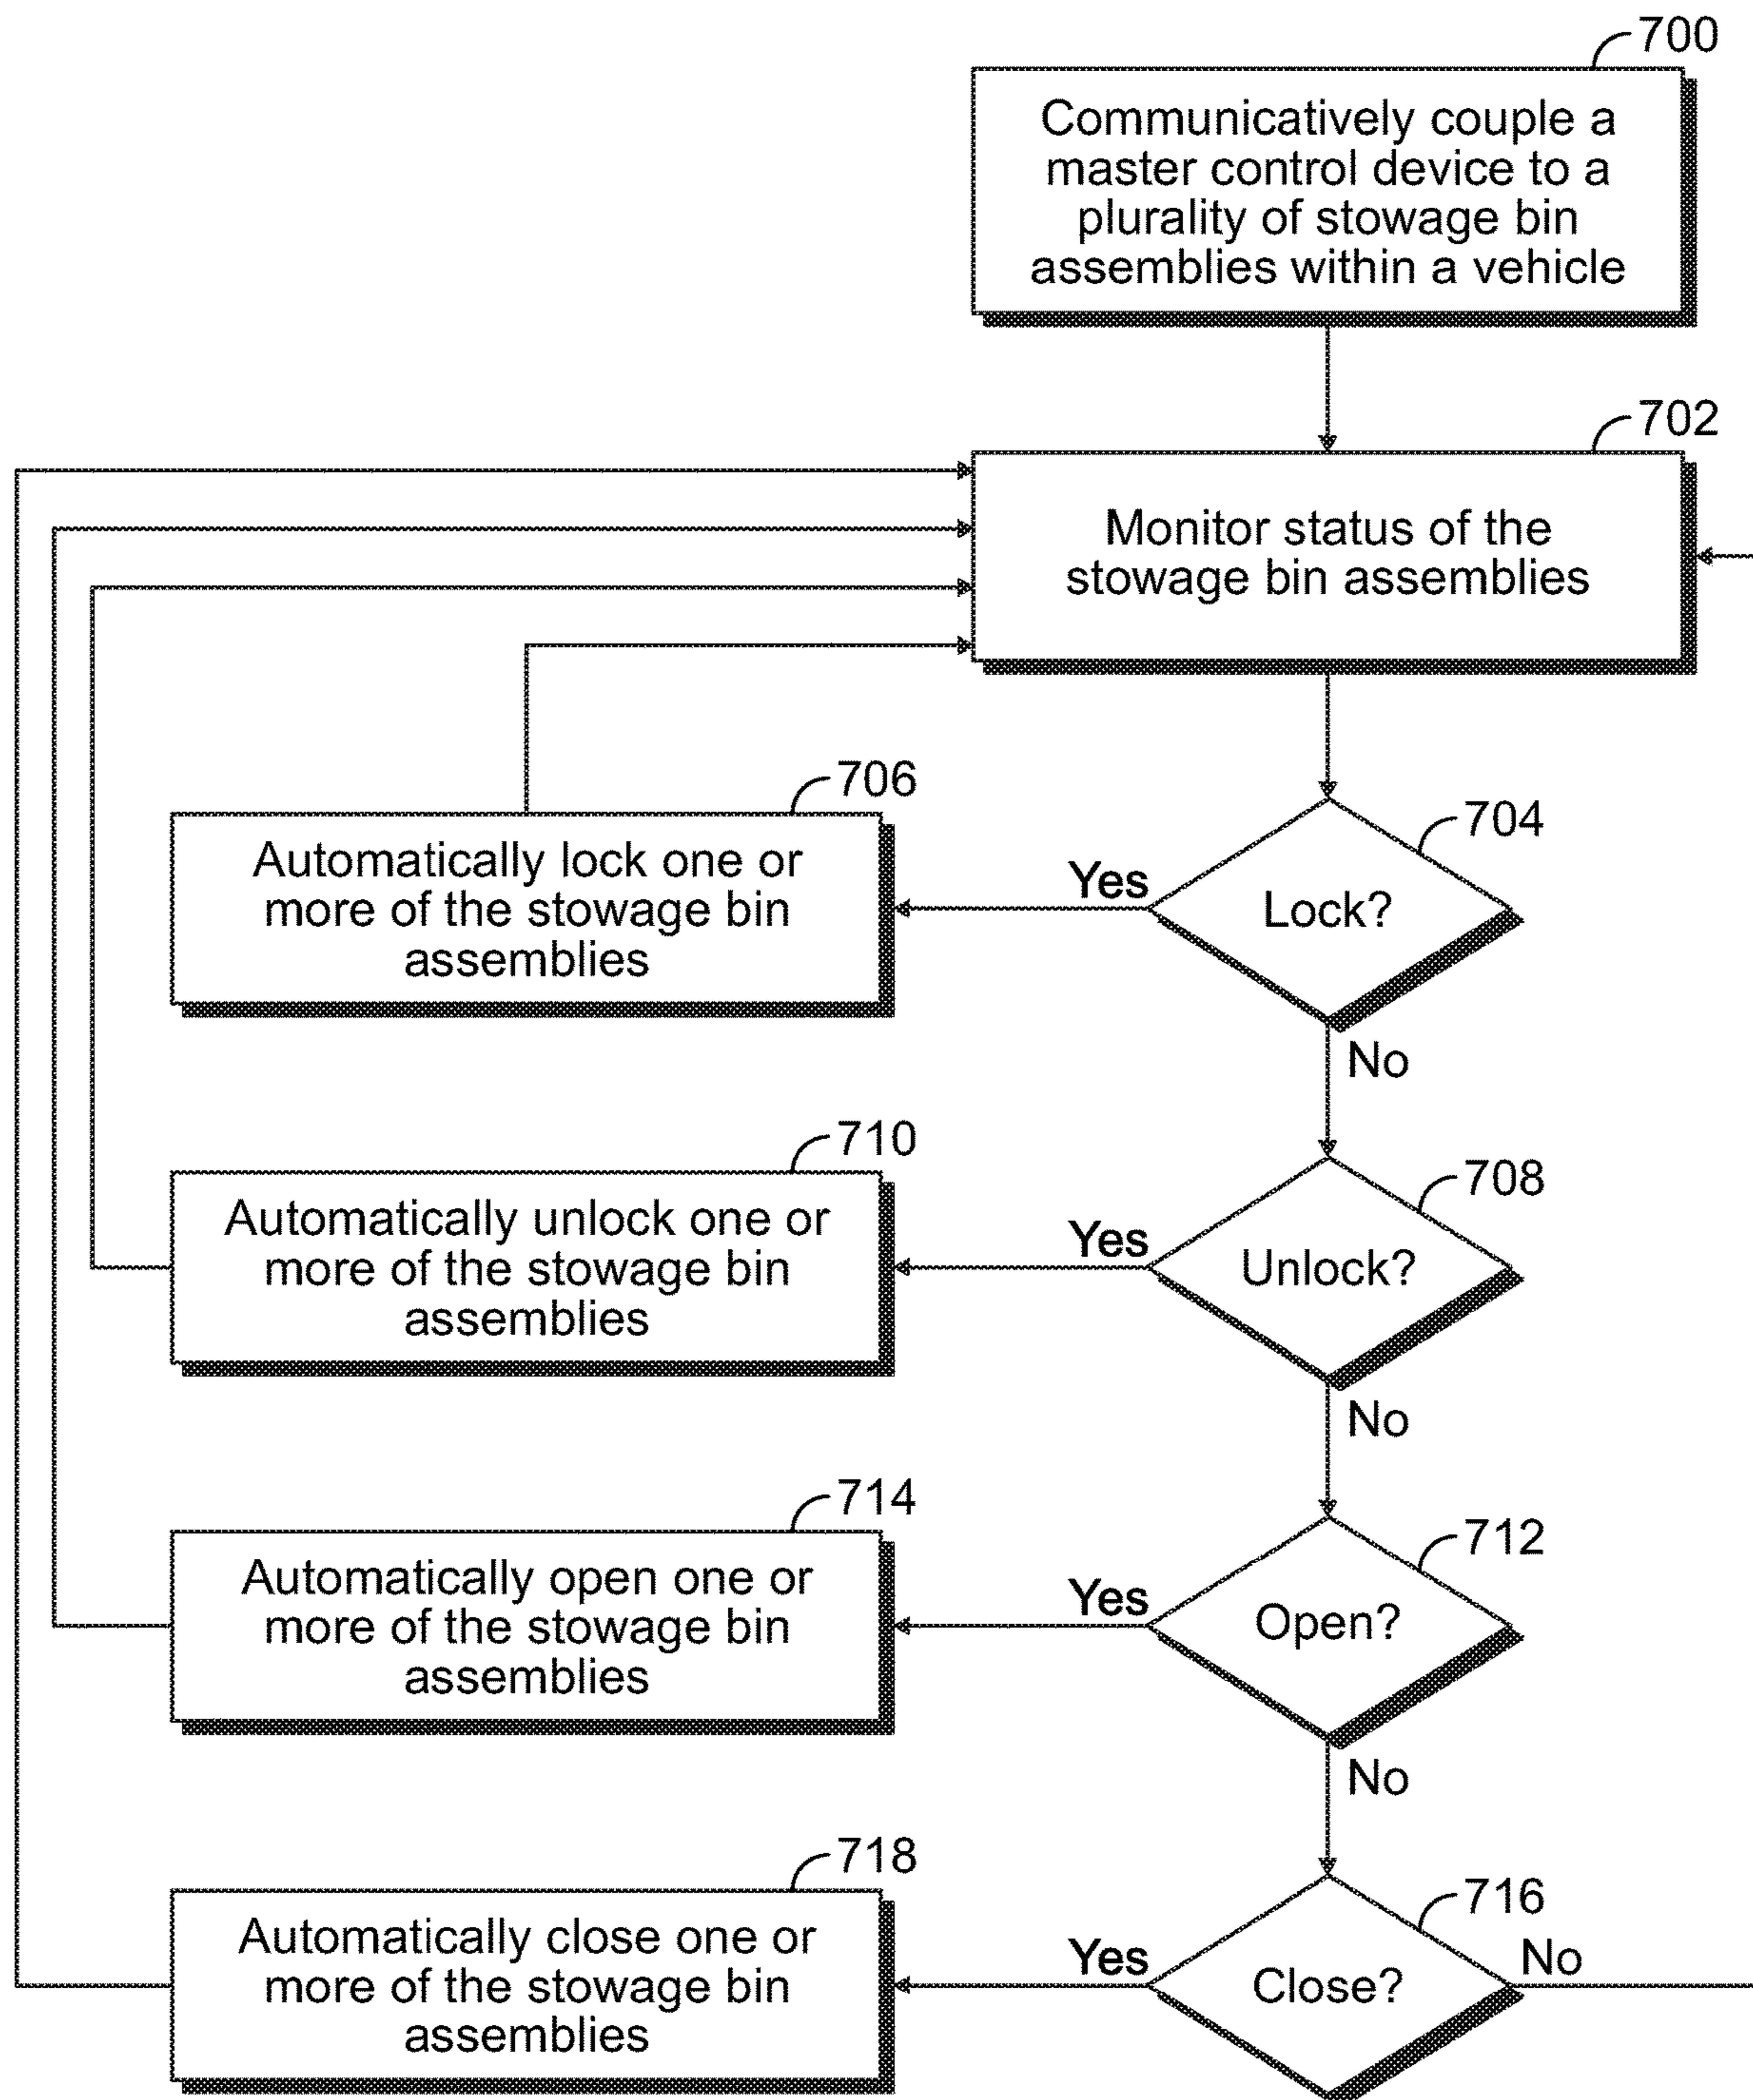 700
Communicatively couple a
master control device to a
plurality of stowage bin
assemblies within a vehicle
702
Monitor status of the
stowage bin assemblies
706
Automatically lock one or
more of the stowage bin
assemblies
704
Yes
Lock?
No
710
Automatically unlock one or
more of the stowage bin
assemblies
708
Yes
Unlock?
No
714
Automatically open one or
more of the stowage bin
assemblies
712
Yes
Open?
No
718
Automatically close one or
more of the stowage bin
assemblies
716
Yes
Close?
No